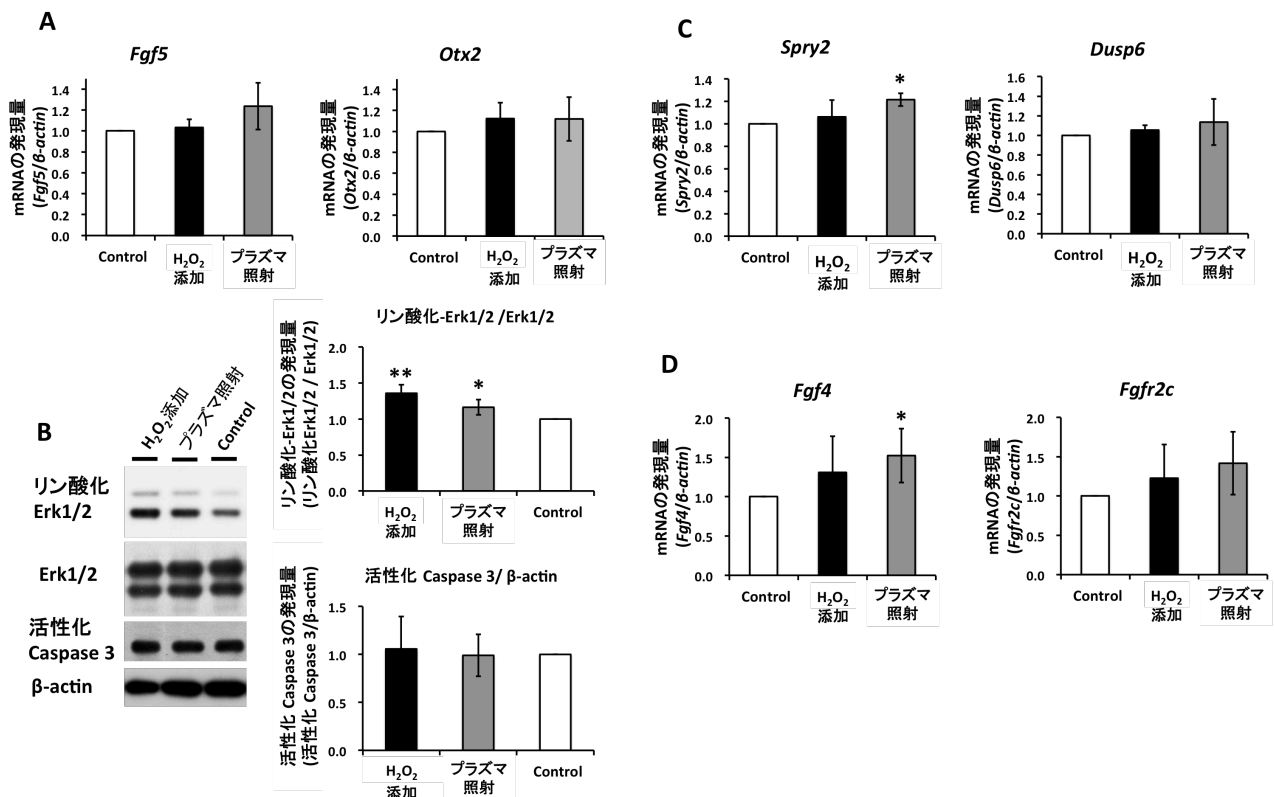 A
Fgf5
mRNAの発現量
(Fgf5/β-actin)
1.4
1.2
1.0
0.8
0.6
0.4
0.2
0.0
Control
H₂O₂
添加
プラズマ
照射
Otx2
mRNAの発現量
(Otx2/β-actin)
1.4
1.2
1.0
0.8
0.6
0.4
0.2
0.0
Control
H₂O₂
添加
プラズマ
照射
B
H₂O₂添加
プラズマ照射
Control
リン酸化
Erk1/2
Erk1/2
活性化
Caspase 3
β-actin
リン酸化-Erk1/2 /Erk1/2
リン酸化-Erk1/2の発現量
(リン酸化Erk1/2 / Erk1/2)
2.0
1.5
1.0
0.5
0.0
**
*
H₂O₂
添加
プラズマ
照射
Control
活性化 Caspase 3/ β-actin
活性化 Caspase 3の発現量
(活性化 Caspase 3/β-actin)
1.5
1.0
0.5
0.0
H₂O₂
添加
プラズマ
照射
Control
C
Spry2
mRNAの発現量
(Spry2/β-actin)
1.4
1.2
1.0
0.8
0.6
0.4
0.2
0.0
*
Control
H₂O₂
添加
プラズマ
照射
Dusp6
mRNAの発現量
(Dusp6/β-actin)
1.6
1.4
1.2
1.0
0.8
0.6
0.4
0.2
0.0
Control
H₂O₂
添加
プラズマ
照射
D
Fgf4
mRNAの発現量
(Fgf4/β-actin)
2.0
1.5
1.0
0.5
0.0
*
Control
H₂O₂
添加
プラズマ
照射
Fgfr2c
mRNAの発現量
(Fgfr2c/β-actin)
2.0
1.5
1.0
0.5
0.0
Control
H₂O₂
添加
プラズマ
照射